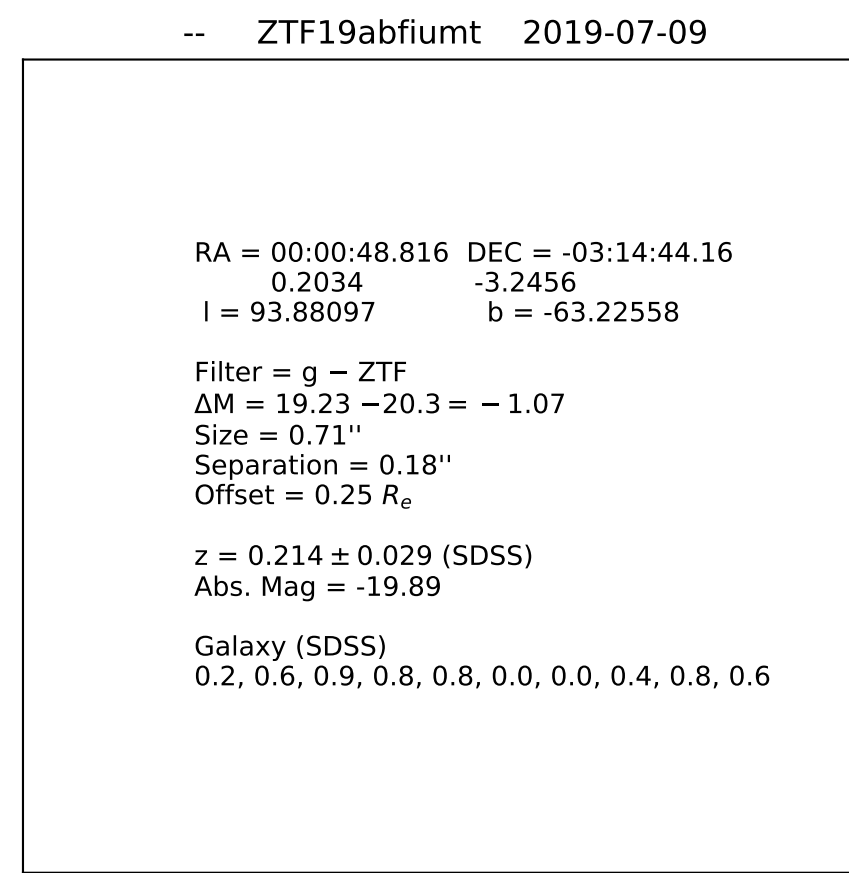 -- ZTF19abfiumt 2019-07-09
RA = 00:00:48.816 DEC = -03:14:44.16
0.2034 -3.2456
l = 93.88097 b = -63.22558
Filter = g − ZTF
ΔM = 19.23 −20.3 = − 1.07
Size = 0.71''
Separation = 0.18''
Offset = 0.25 Rₑ
z = 0.214 ± 0.029 (SDSS)
Abs. Mag = -19.89
Galaxy (SDSS)
0.2, 0.6, 0.9, 0.8, 0.8, 0.0, 0.0, 0.4, 0.8, 0.6